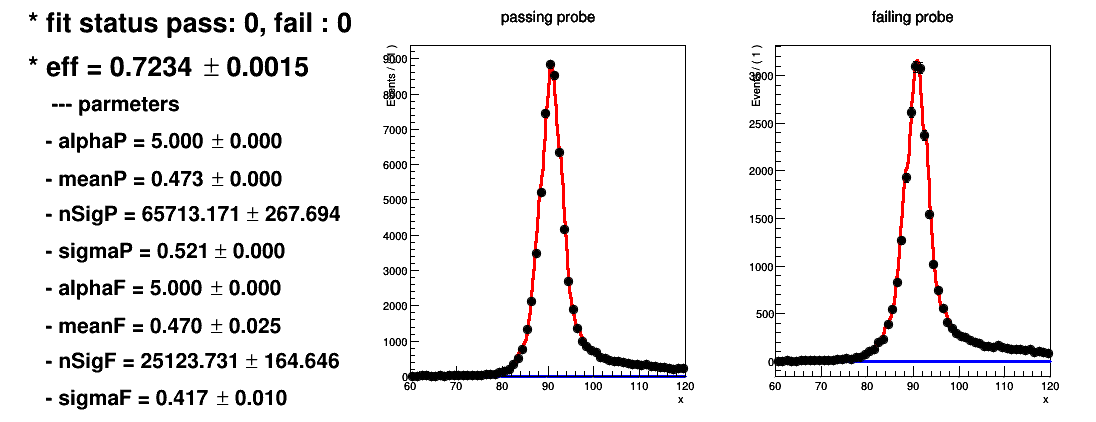 * fit status pass: 0, fail : 0
* eff = 0.7234 ± 0.0015
--- parmeters
- alphaP = 5.000 ± 0.000
- meanP = 0.473 ± 0.000
- nSigP = 65713.171 ± 267.694
- sigmaP = 0.521 ± 0.000
- alphaF = 5.000 ± 0.000
- meanF = 0.470 ± 0.025
- nSigF = 25123.731 ± 164.646
- sigmaF = 0.417 ± 0.010
passing probe
Events / ( 1 )
9000
8000
7000
6000
5000
4000
3000
2000
1000
0
60 70 80 90 100 110 120
x
failing probe
Events / ( 1 )
3000
2500
2000
1500
1000
500
0
60 70 80 90 100 110 120
x